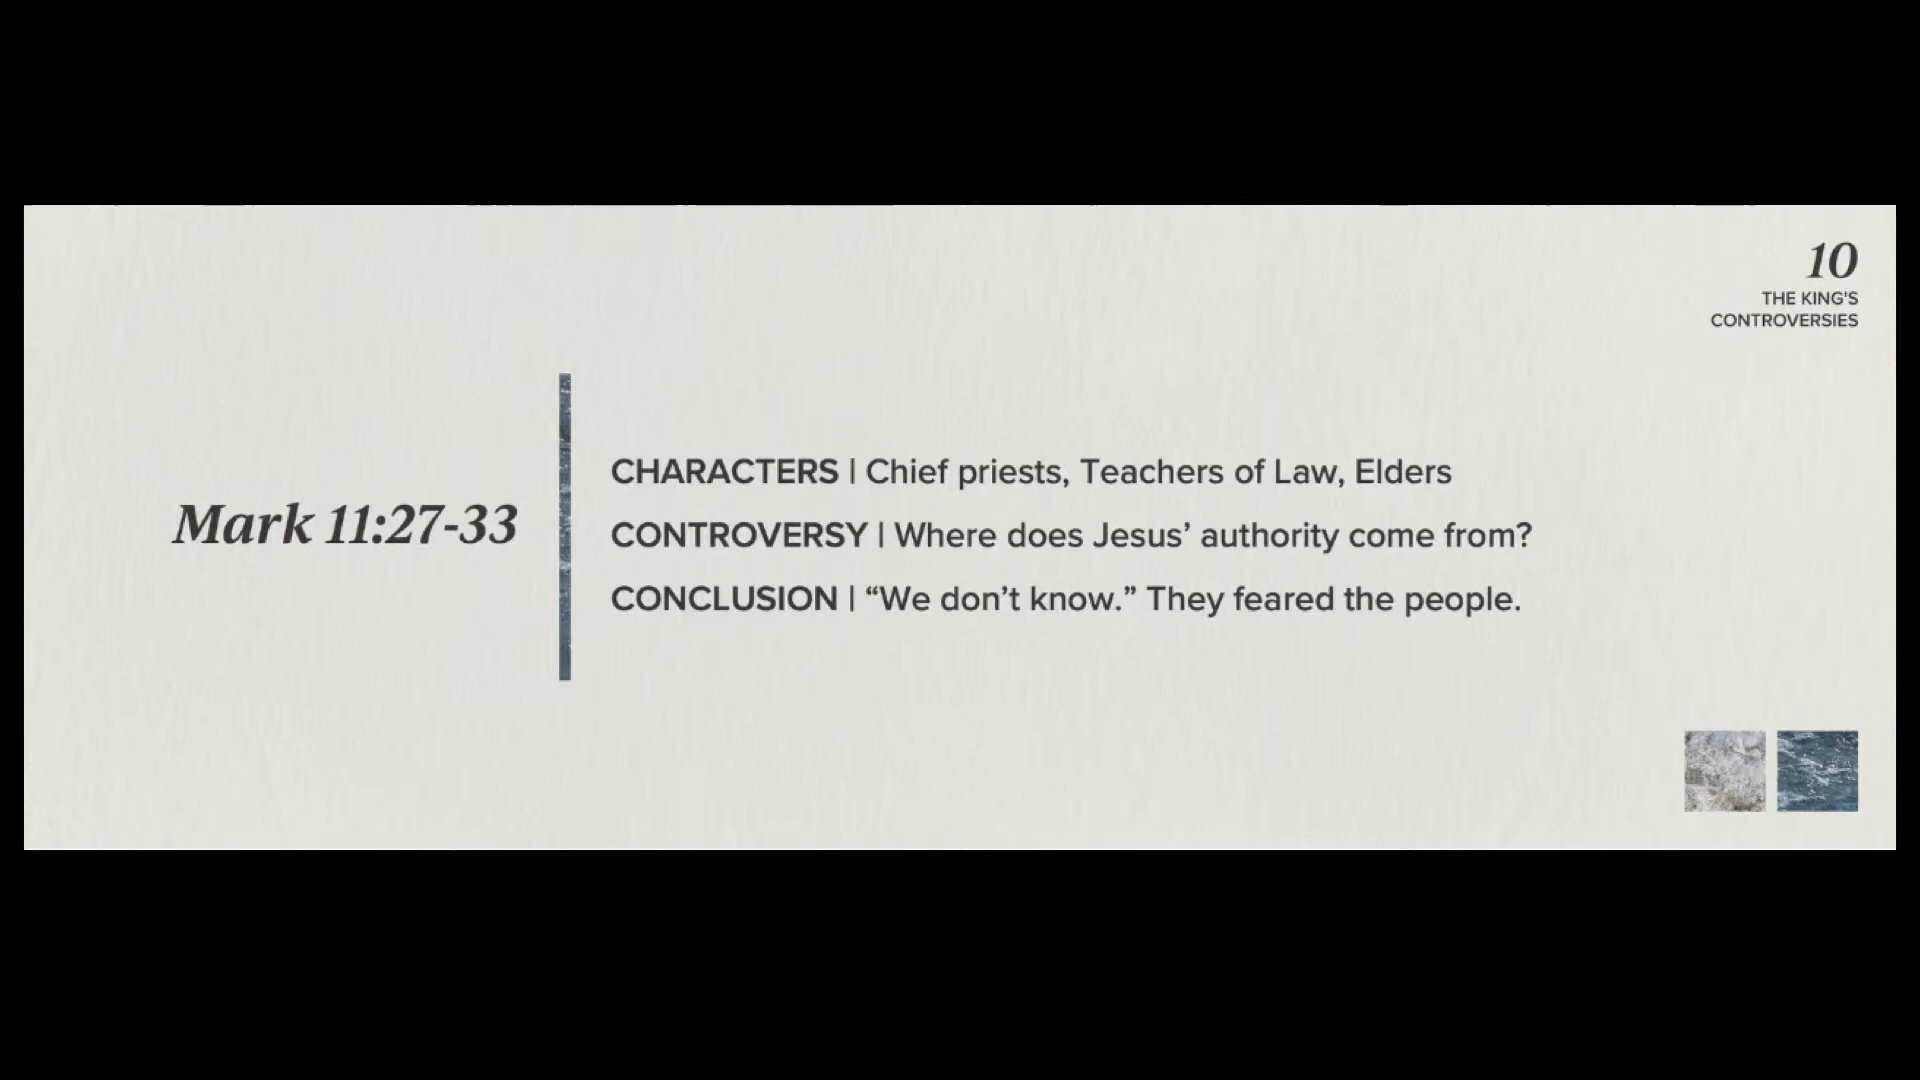 10
THE KING'S
CONTROVERSIES
Mark 11:27-33
CHARACTERS | Chief priests, Teachers of Law, Elders
CONTROVERSY | Where does Jesus’ authority come from?
CONCLUSION | “We don’t know.” They feared the people.